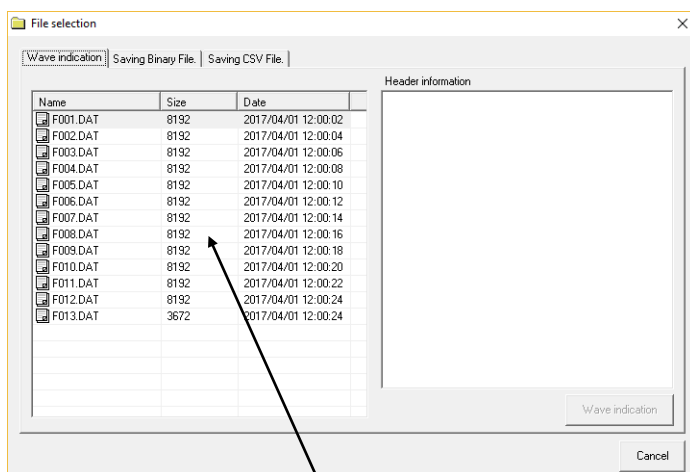 File selection
Wave indication Saving Binary File. Saving CSV File.
Header information
Name Size Date
F001.DAT 8192 2017/04/01 12:00:02
F002.DAT 8192 2017/04/01 12:00:04
F003.DAT 8192 2017/04/01 12:00:06
F004.DAT 8192 2017/04/01 12:00:08
F005.DAT 8192 2017/04/01 12:00:10
F006.DAT 8192 2017/04/01 12:00:12
F007.DAT 8192 2017/04/01 12:00:14
F008.DAT 8192 2017/04/01 12:00:16
F009.DAT 8192 2017/04/01 12:00:18
F010.DAT 8192 2017/04/01 12:00:20
F011.DAT 8192 2017/04/01 12:00:22
F012.DAT 8192 2017/04/01 12:00:24
F013.DAT 3672 2017/04/01 12:00:24
Wave indication
Cancel